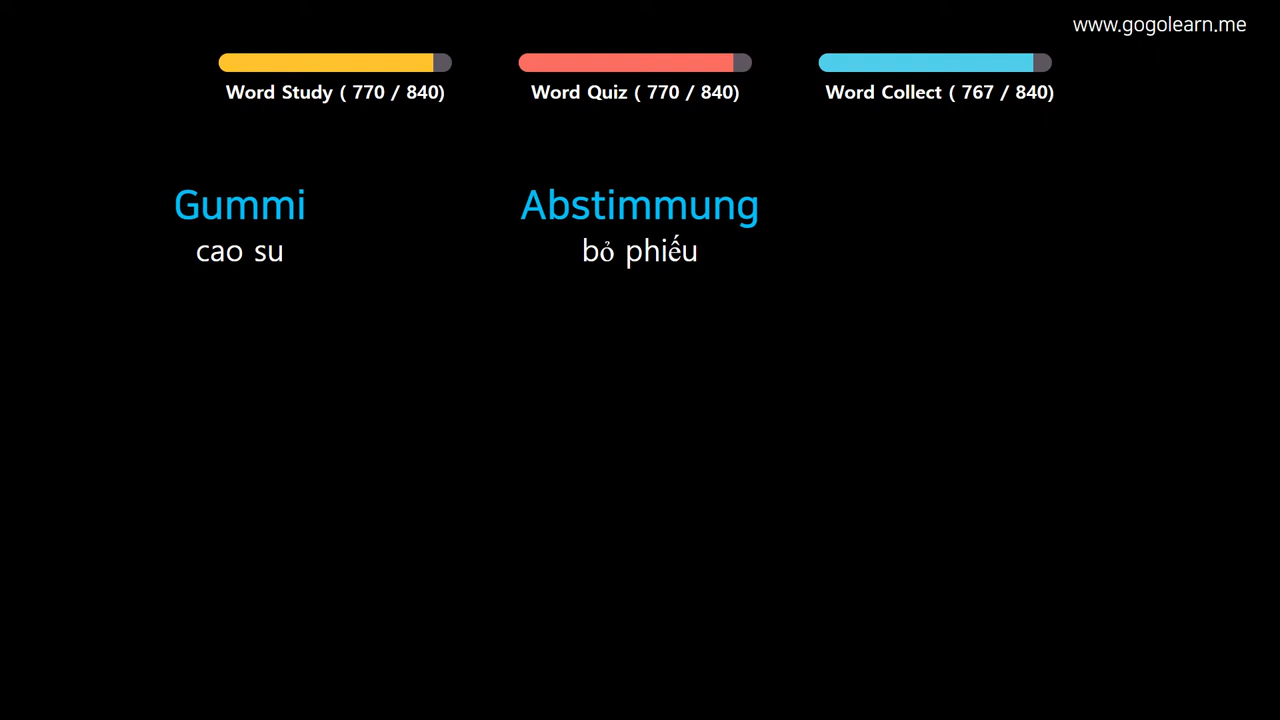 www.gogolearn.me
Word Study ( 770 / 840)
Word Quiz ( 770 / 840)
Word Collect ( 767 / 840)
Gummi
cao su
Abstimmung
bỏ phiếu